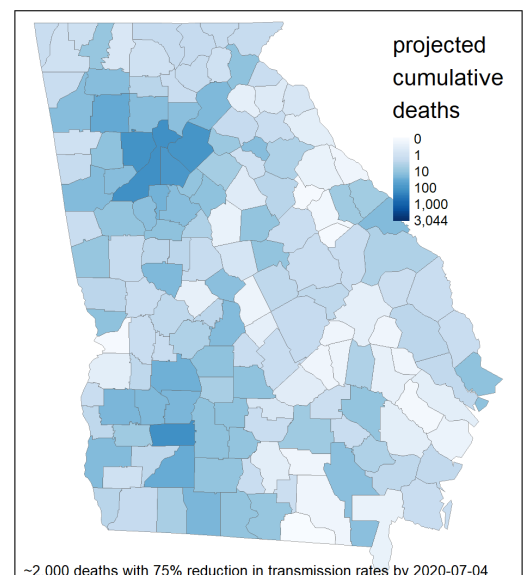 projected
cumulative
deaths
0
1
10
100
1,000
3,044
~2,000 deaths with 75% reduction in transmission rates by 2020-07-04